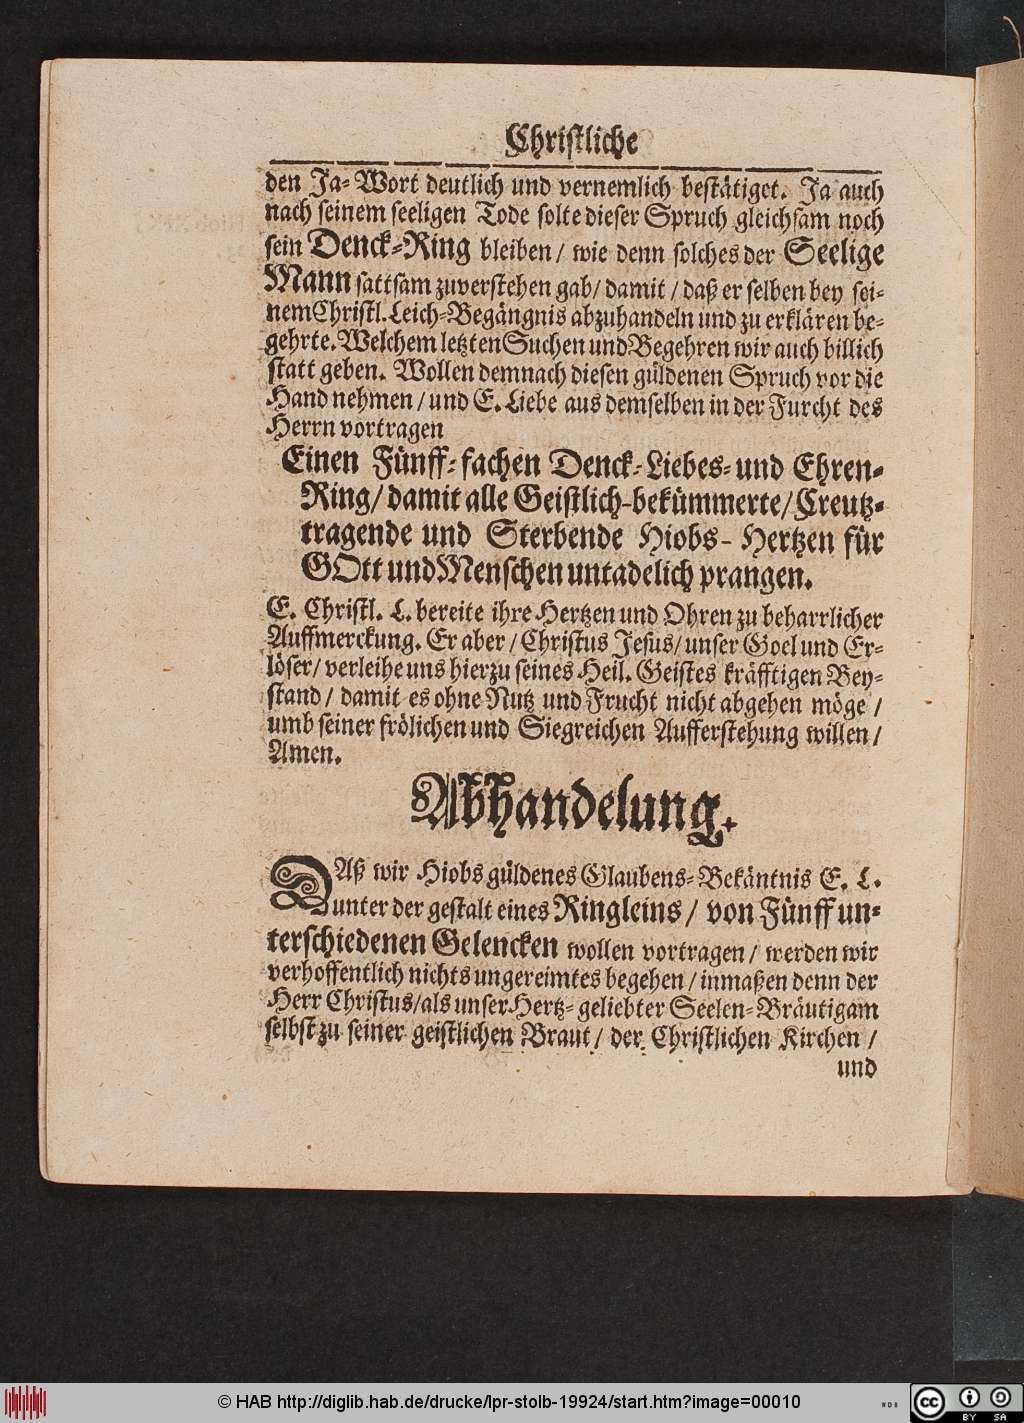 Christliche
den Ja-Wort deutlich und vernemlich bestätiget. Ja auch
nach seinem seeligen Tode solte dieser Spruch gleichsam noch
sein Denck-Ring bleiben / wie denn solches der Seelige
Mann sattsam zuverstehen gab / damit / daß er selben bey sei-
nem Christl. Leich-Begängnis abzuhandeln und zu erklären be-
gehrte. Welchem letzten Suchen und Begehren wir auch billich
statt geben. Wollen demnach diesen güldenen Spruch vor die
Hand nehmen / und E. Liebe aus demselben in der Furcht des
Herrn vortragen
Einen Fünff-fachen Denck-Liebes-und Ehren-
Ring / damit alle Geistlich-bekümmerte / Creutz-
tragende und Sterbende Hiobs-Hertzen für
GOtt und Menschen untadelich prangen.
E. Christl. L. bereite ihre Hertzen und Ohren zu beharrlicher
Auffmerckung. Er aber / Christus Jesus / unser Goel und Er-
löser / verleihe uns hierzu seines Heil. Geistes kräfftigen Bey-
stand / damit es ohne Nutz und Frucht nicht abgehen möge /
umb seiner frölichen und Siegreichen Aufferstehung willen /
Amen.
Abhandelung.
DAß wir Hiobs güldenes Glaubens-Bekäntnis E. L.
unter der gestalt eines Ringleins / von Fünff un-
terschiedenen Gelencken wollen vortragen / werden wir
verhoffentlich nichts ungereimtes begehen / inmaßen denn der
Herr Christus / als unser Hertz-geliebter Seelen-Bräutigam
selbst zu seiner geistlichen Braut / der Christlichen Kirchen /
und
© HAB http://diglib.hab.de/drucke/lpr-stolb-19924/start.htm?image=00010
cc BY SA